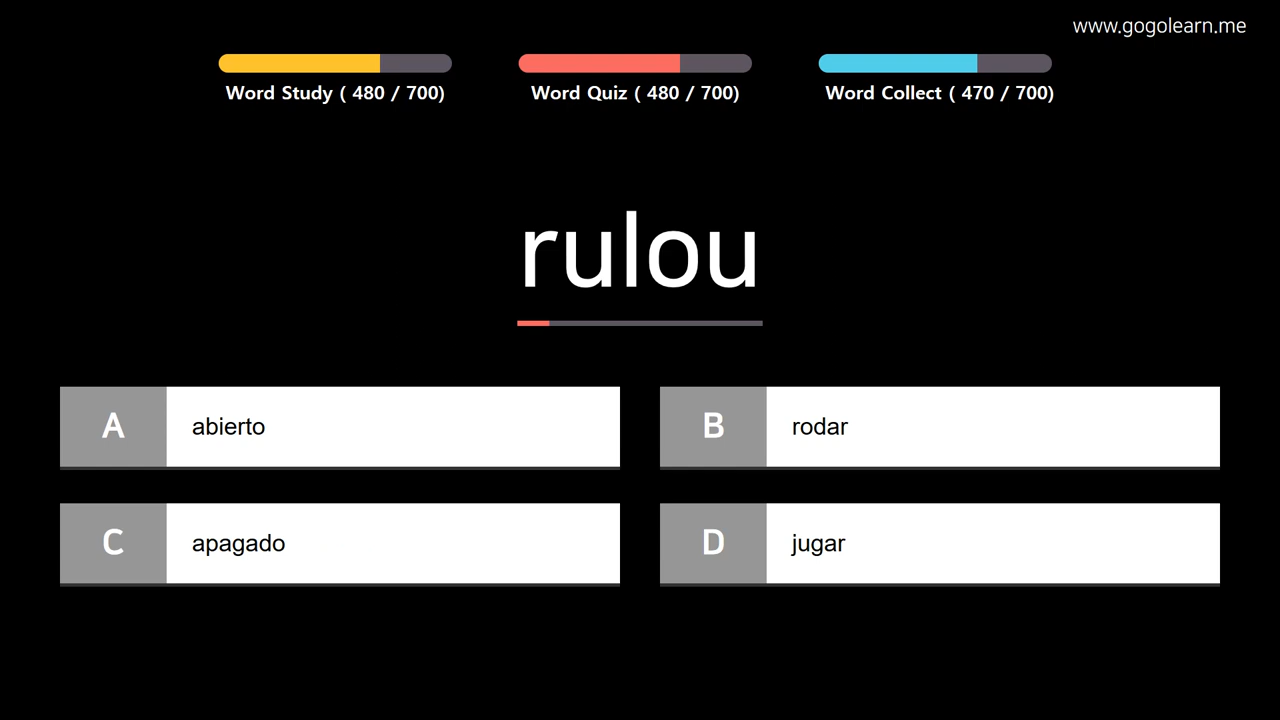 www.gogolearn.me
Word Study ( 480 / 700)
Word Quiz ( 480 / 700)
Word Collect ( 470 / 700)
rulou
A abierto
B rodar
C apagado
D jugar